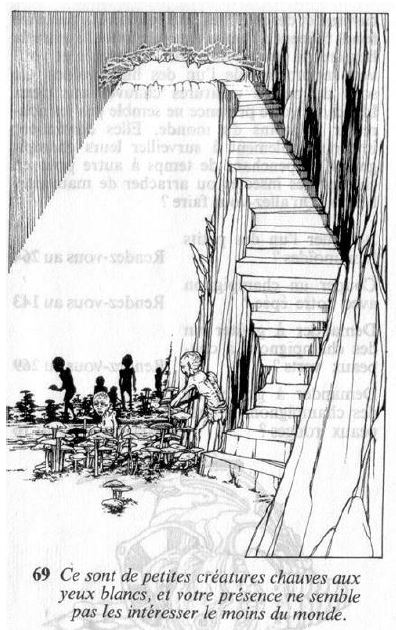 69 Ce sont de petites créatures chauves aux
yeux blancs, et votre présence ne semble
pas les intéresser le moins du monde.